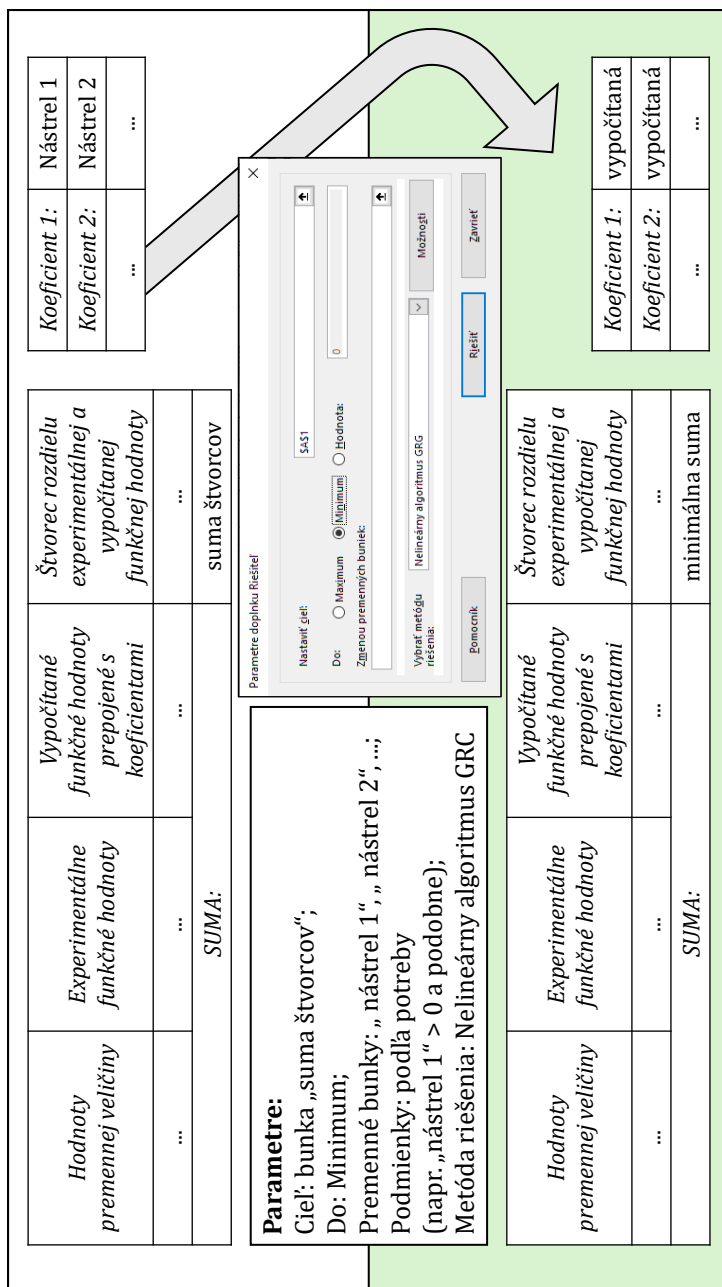 Hodnoty
premennej veličiny
Experimentálne
funkčné hodnoty
Vypočítané
funkčné hodnoty
prepojené s
koeficientami
Štvorec rozdielu
experimentálnej a
vypočítanej
funkčnej hodnoty
...
...
...
...
SUMA:
suma štvorcov
Koeficient 1:
Nástrel 1
Koeficient 2:
Nástrel 2
...
...
Parametre:
Cieľ: bunka „suma štvorcov“;
Do: Minimum;
Premenné bunky: „ nástrel 1“, „ nástrel 2“, ...;
Podmienky: podľa potreby
(napr. „nástrel 1“ > 0 a podobne);
Metóda riešenia: Nelineárny algoritmus GRC
Parametre doplnku Riešiteľ
Nastaviť cieľ:
$A$1
Do:
Maximum
Minimum
Hodnota:
0
Zmenou premenných buniek:
Vybrať metódu
riešenia:
Nelineárny algoritmus GRG
Možnosti
Pomocník
Riešiť
Zavrieť
Hodnoty
premennej veličiny
Experimentálne
funkčné hodnoty
Vypočítané
funkčné hodnoty
prepojené s
koeficientami
Štvorec rozdielu
experimentálnej a
vypočítanej
funkčnej hodnoty
...
...
...
...
SUMA:
minimálna suma
Koeficient 1:
vypočítaná
Koeficient 2:
vypočítaná
...
...